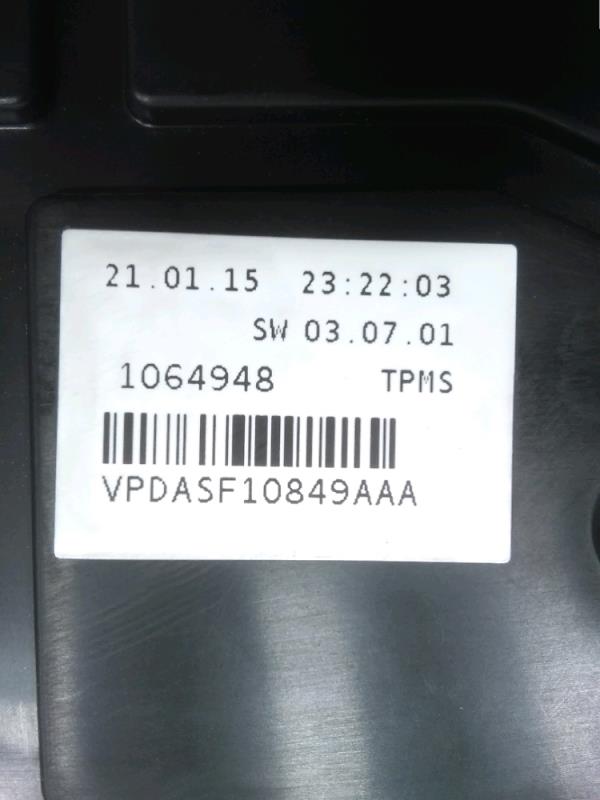 21.01.15 23:22:03
SW 03.07.01
1064948 TPMS
VPDASF10849AAA